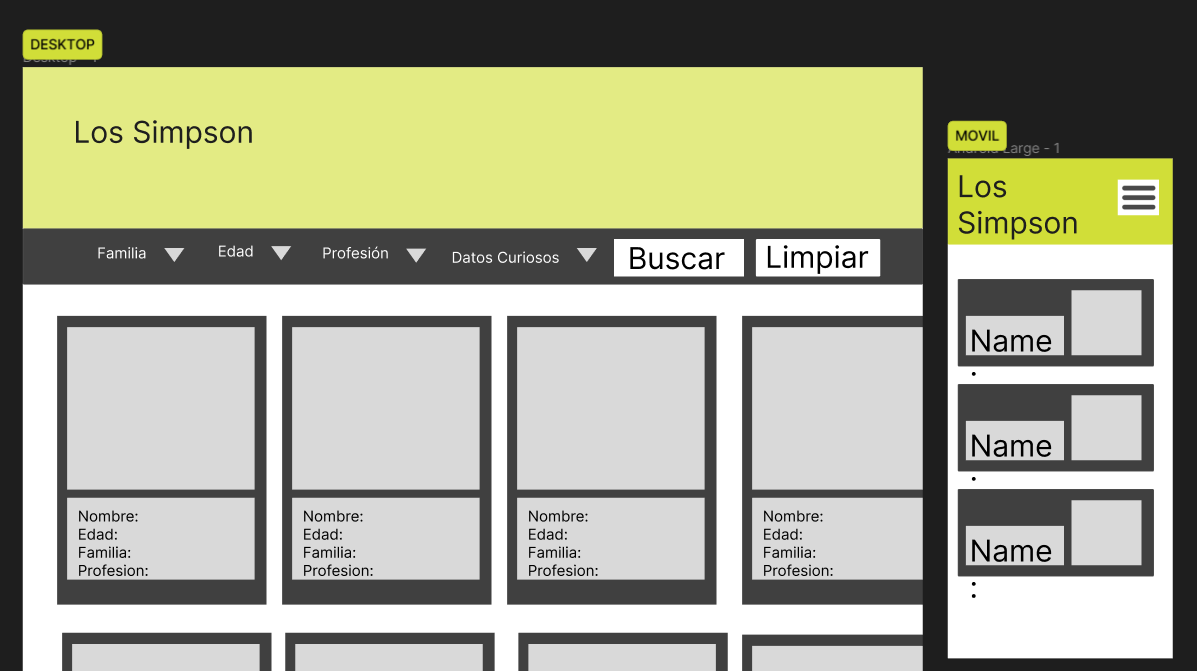 DESKTOP
Desktop - 1
Los Simpson
Familia
Edad
Profesión
Datos Curiosos
Buscar
Limpiar
Nombre:
Edad:
Familia:
Profesion:
Nombre:
Edad:
Familia:
Profesion:
Nombre:
Edad:
Familia:
Profesion:
Nombre:
Edad:
Familia:
Profesion:
MOVIL
Android Large - 1
Los
Simpson
Name
:
Name
:
Name
: